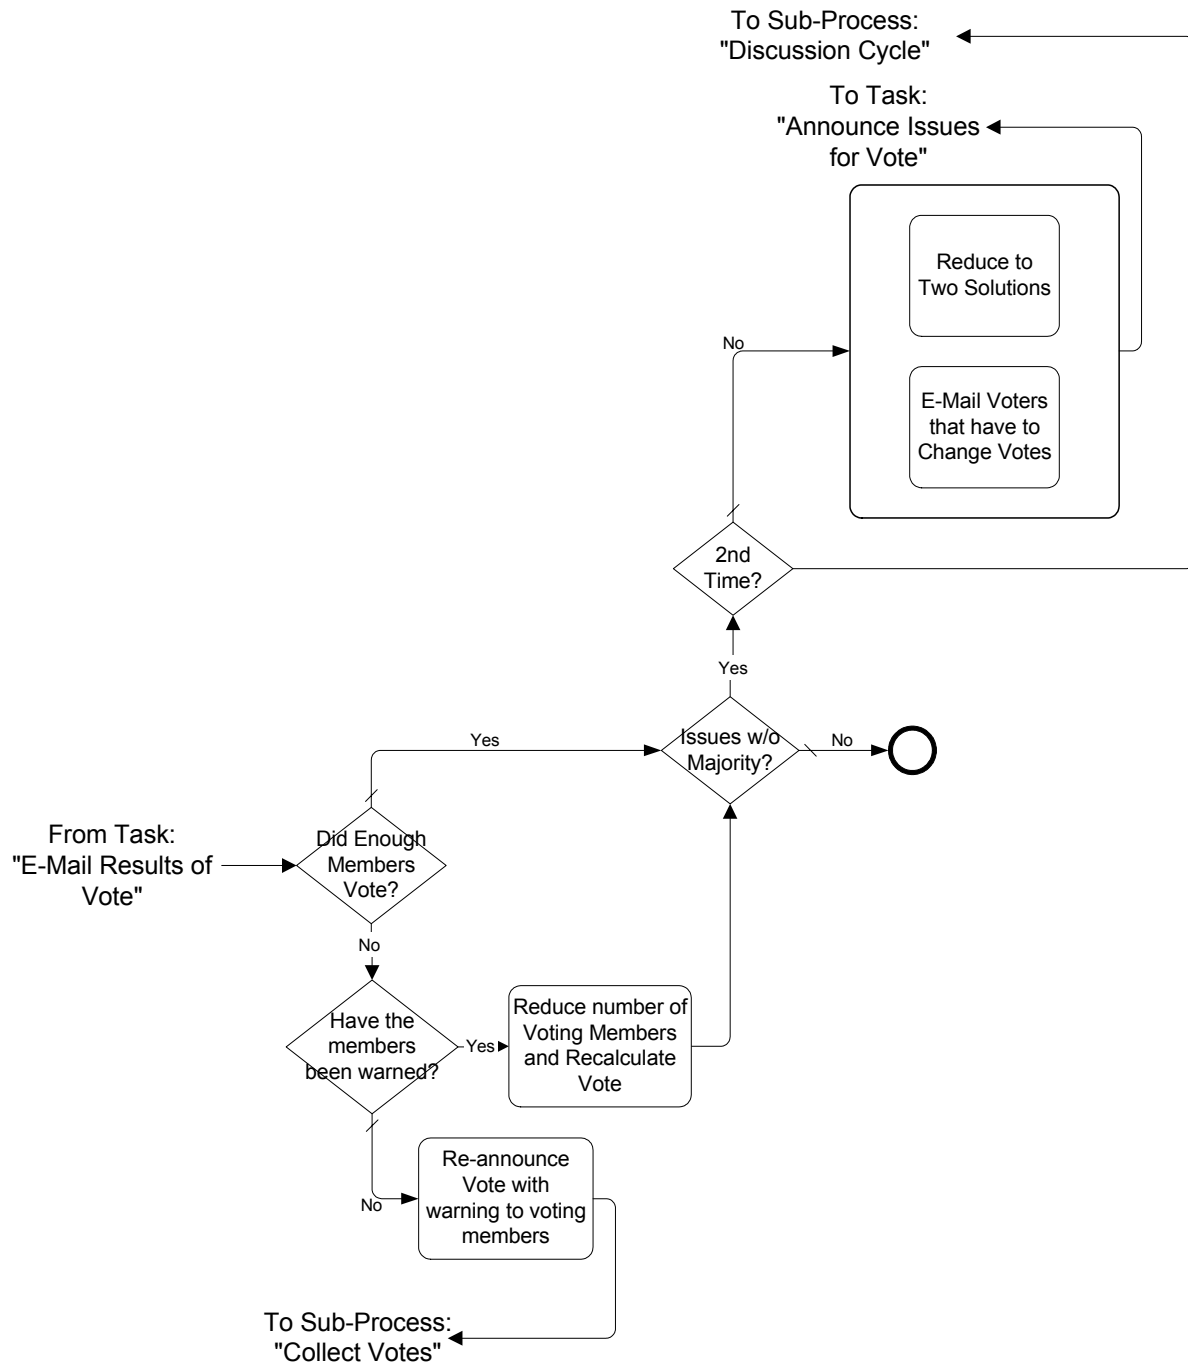 To Sub-Process:
"Discussion Cycle"
To Task:
"Announce Issues
for Vote"
Reduce to
Two Solutions
No
E-Mail Voters
that have to
Change Votes
2nd
Time?
Yes
Issues w/o
Majority?
No
Yes
Did Enough
Members
Vote?
From Task:
"E-Mail Results of
Vote"
No
Have the
members
been warned?
Yes
Reduce number of
Voting Members
and Recalculate
Vote
Re-announce
Vote with
warning to voting
members
No
To Sub-Process:
"Collect Votes"